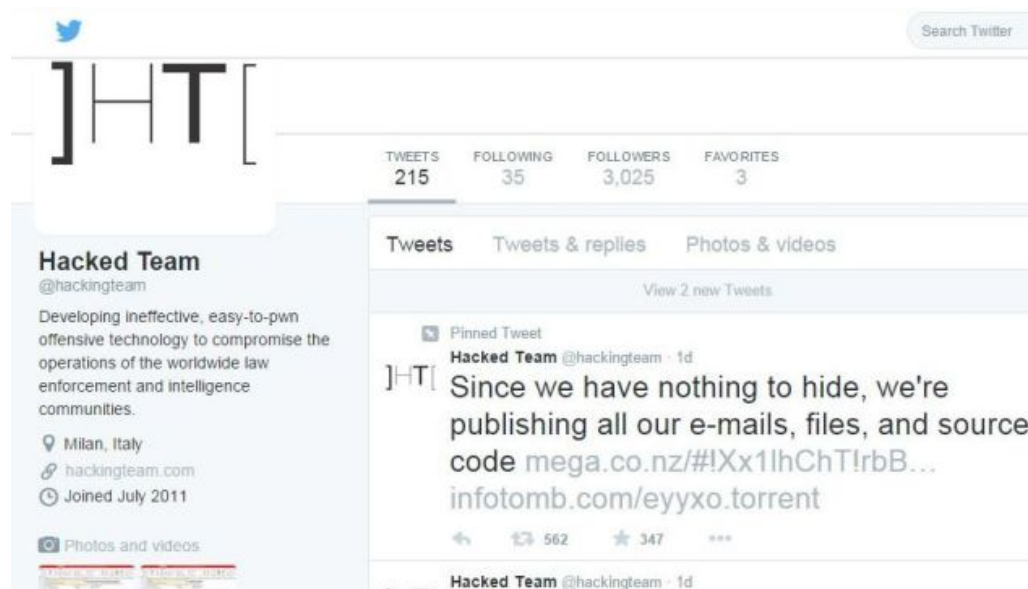 Search Twitter
]HT[
TWEETS FOLLOWING FOLLOWERS FAVORITES
215 35 3,025 3
Hacked Team
@hackingteam
Developing ineffective, easy-to-pwn
offensive technology to compromise the
operations of the worldwide law
enforcement and intelligence
communities.
Milan, Italy
hackingteam.com
Joined July 2011
Photos and videos
Tweets Tweets & replies Photos & videos
View 2 new Tweets
Pinned Tweet
Hacked Team @hackingteam · 1d
]HT[
Since we have nothing to hide, we're
publishing all our e-mails, files, and source
code mega.co.nz/#!Xx1lhChT!rbB...
infotomb.com/eyyxo.torrent
562 347
Hacked Team @hackingteam · 1d